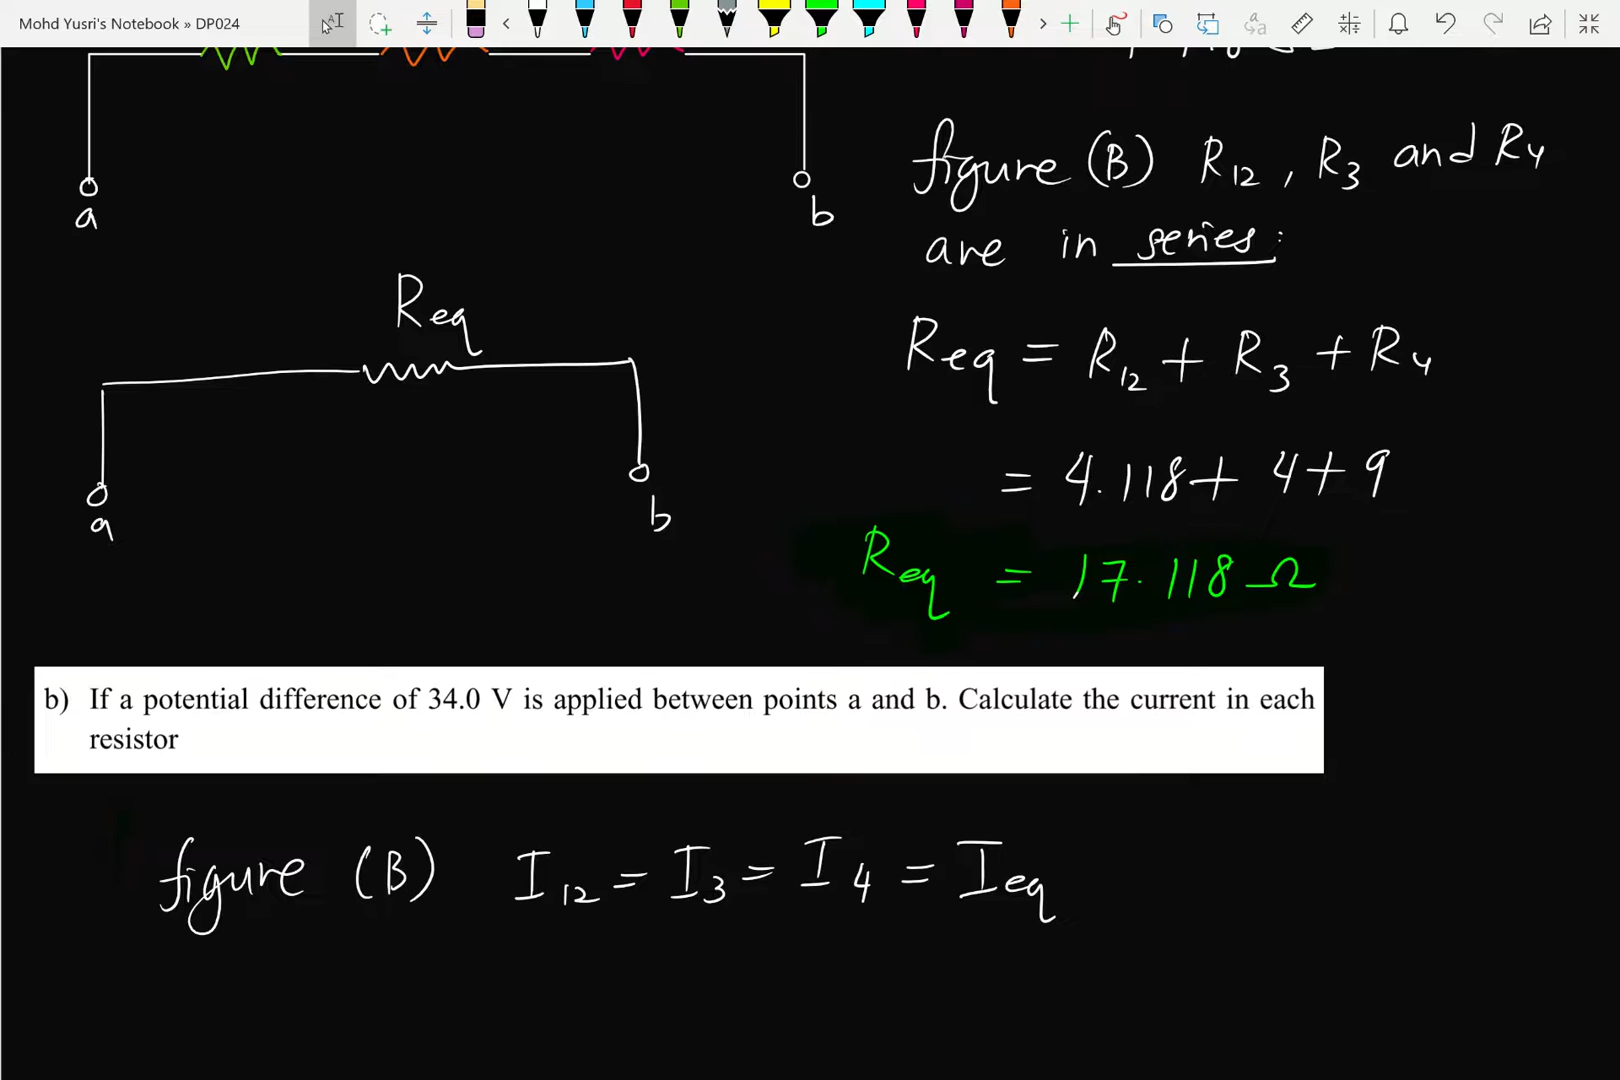 Mohd Yusri's Notebook » DP024
figure (B) R12, R3 and R4
are in series:
a
b
Req
Req = R12 + R3 + R4
= 4.118 + 4 + 9
a
b
Req = 17.118 Ω
b) If a potential difference of 34.0 V is applied between points a and b. Calculate the current in each
resistor
figure (B) I12 = I3 = I4 = Ieq